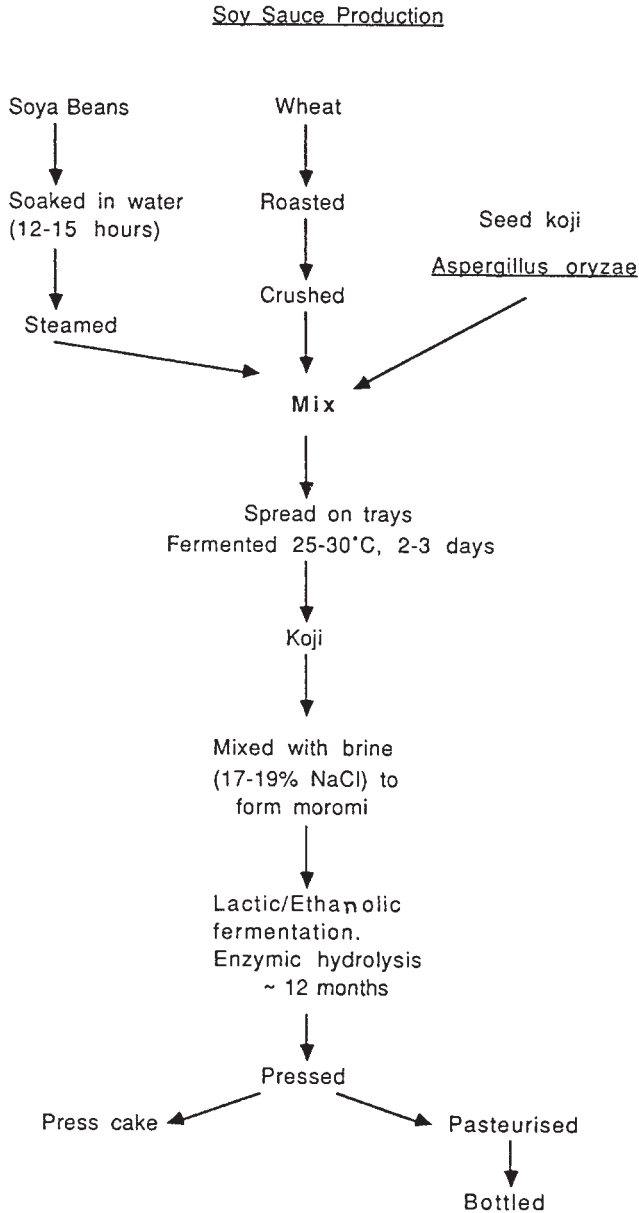 Soy Sauce Production
Soya Beans
Wheat
Soaked in water
(12-15 hours)
Roasted
Seed koji
Aspergillus oryzae
Crushed
Steamed
Mix
Spread on trays
Fermented 25-30°C, 2-3 days
Koji
Mixed with brine
(17-19% NaCl) to
form moromi
Lactic/Ethanolic
fermentation.
Enzymic hydrolysis
~ 12 months
Pressed
Press cake
Pasteurised
Bottled